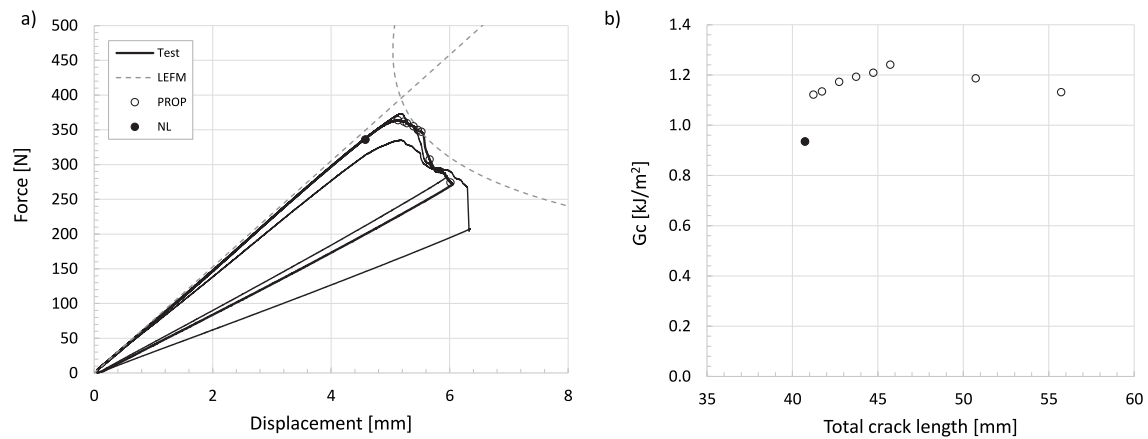 a)
500
450
400
350
300
250
200
150
100
50
0
Force [N]
Test
LEFM
PROP
NL
0 2 4 6 8
Displacement [mm]
b)
1.4
1.2
1.0
0.8
0.6
0.4
0.2
0.0
Gc [kJ/m²]
35 40 45 50 55 60
Total crack length [mm]